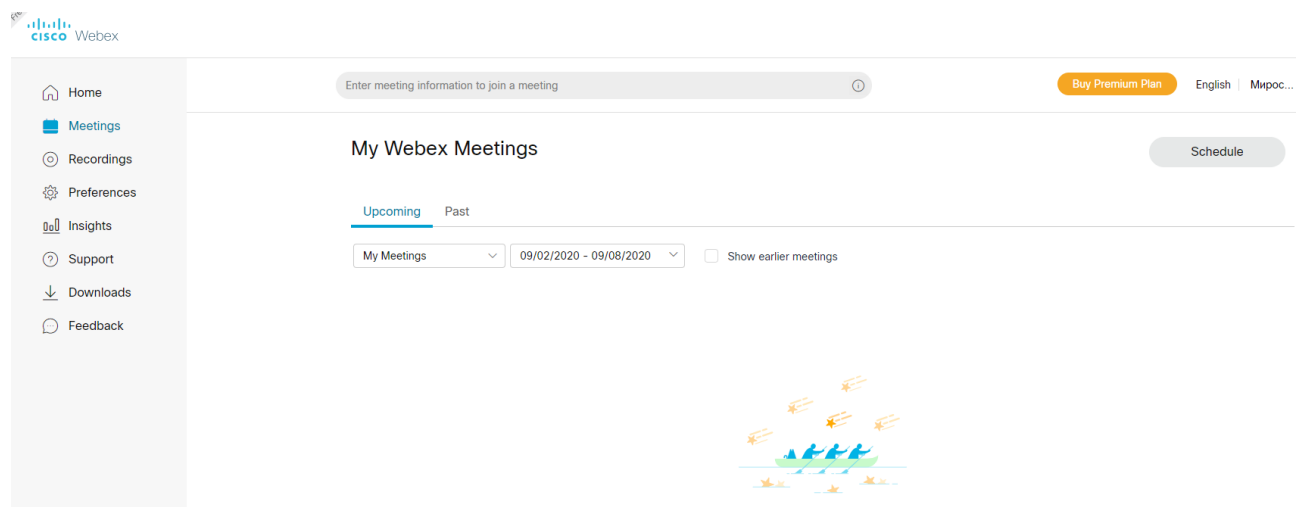 Free
CISCO Webex
Home
Meetings
Recordings
Preferences
Insights
Support
Downloads
Feedback
Enter meeting information to join a meeting
Buy Premium Plan
English
Мирос...
My Webex Meetings
Schedule
Upcoming Past
My Meetings 09/02/2020 - 09/08/2020 Show earlier meetings